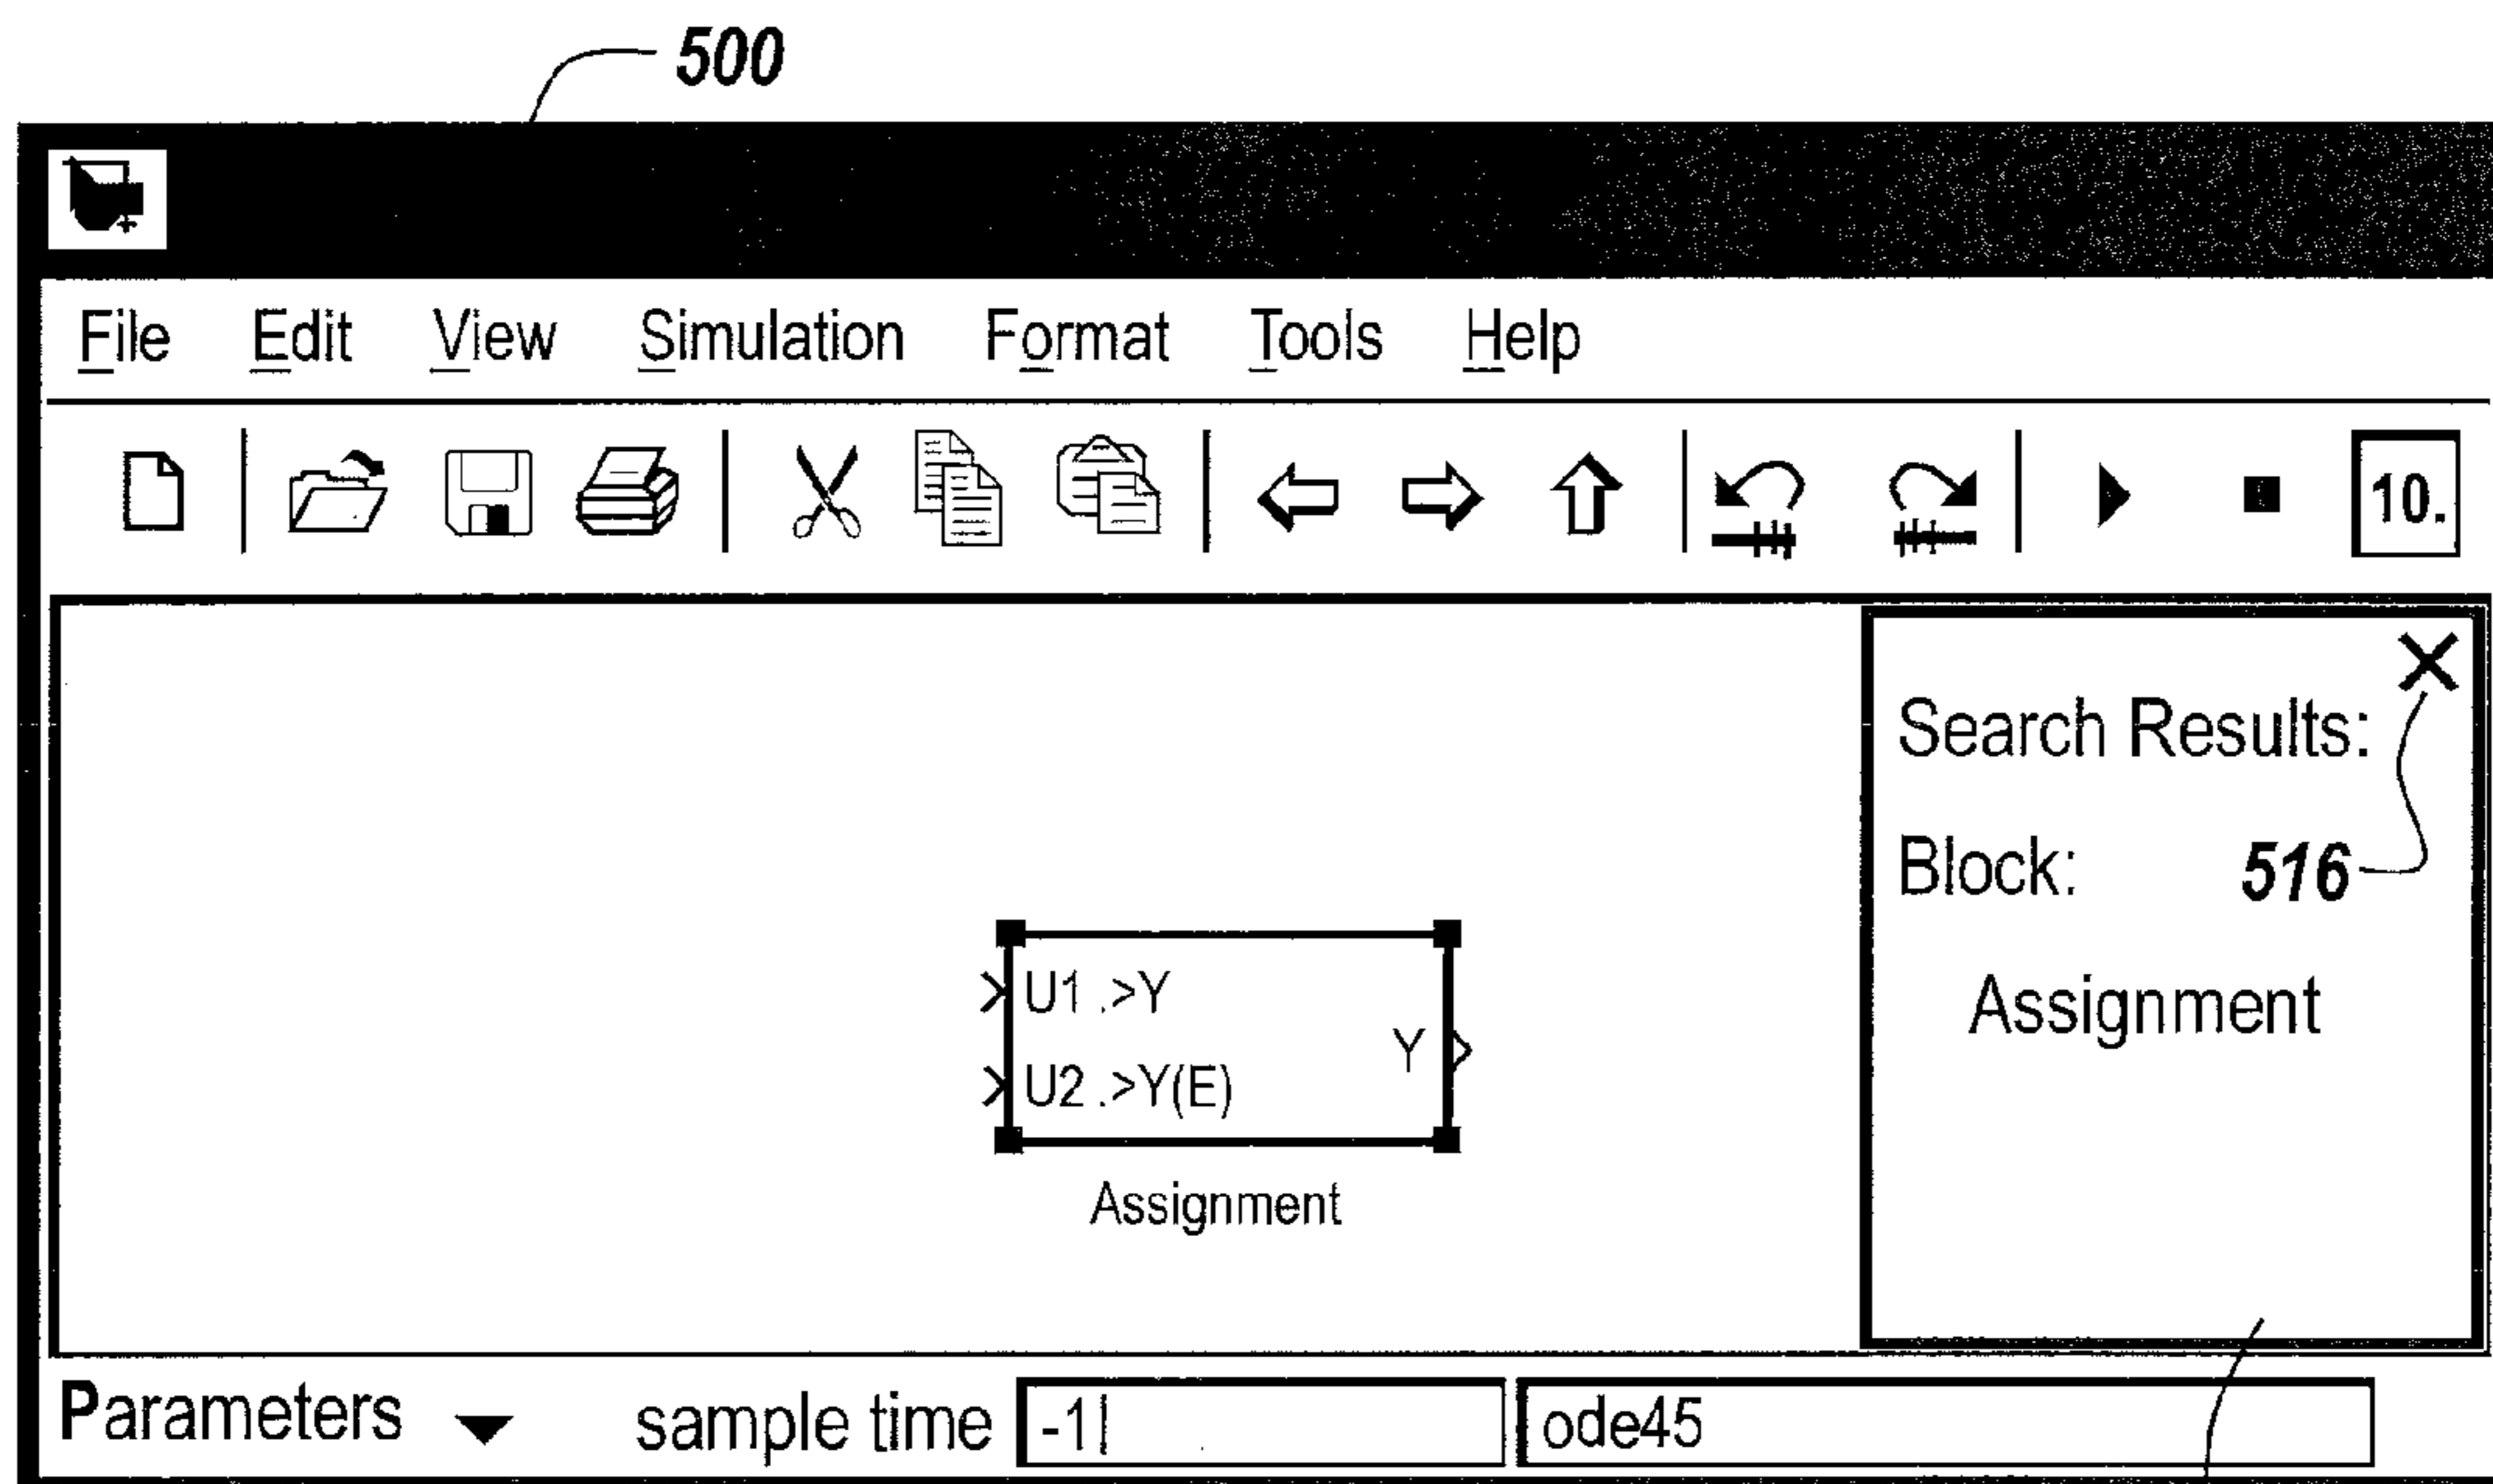 500
File Edit View Simulation Format Tools Help
10.
Search Results:
Block: 516
Assignment
U1 .>Y
Y
U2 .>Y(E)
Assignment
Parameters sample time -1 ode45